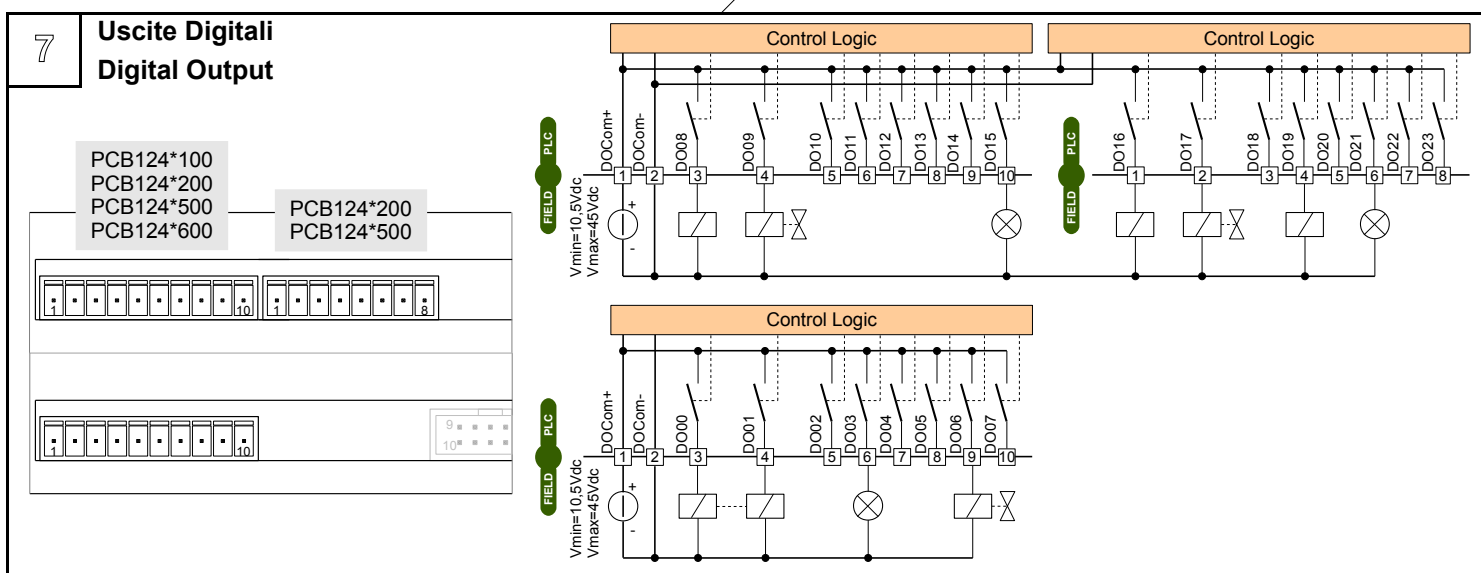 7
Uscite Digitali
Digital Output
PCB124*100
PCB124*200
PCB124*500
PCB124*600
PCB124*200
PCB124*500
1
10
1
8
1
10
9
10
Control Logic
Control Logic
PLC
FIELD
DOCom+
DOCom-
DO08
DO09
DO10
DO11
DO12
DO13
DO14
DO15
1
2
3
4
5
6
7
8
9
10
Vmin=10,5Vdc
Vmax=45Vdc
+
-
PLC
FIELD
DO16
DO17
DO18
DO19
DO20
DO21
DO22
DO23
1
2
3
4
5
6
7
8
Control Logic
PLC
FIELD
DOCom+
DOCom-
DO00
DO01
DO02
DO03
DO04
DO05
DO06
DO07
1
2
3
4
5
6
7
8
9
10
Vmin=10,5Vdc
Vmax=45Vdc
+
-